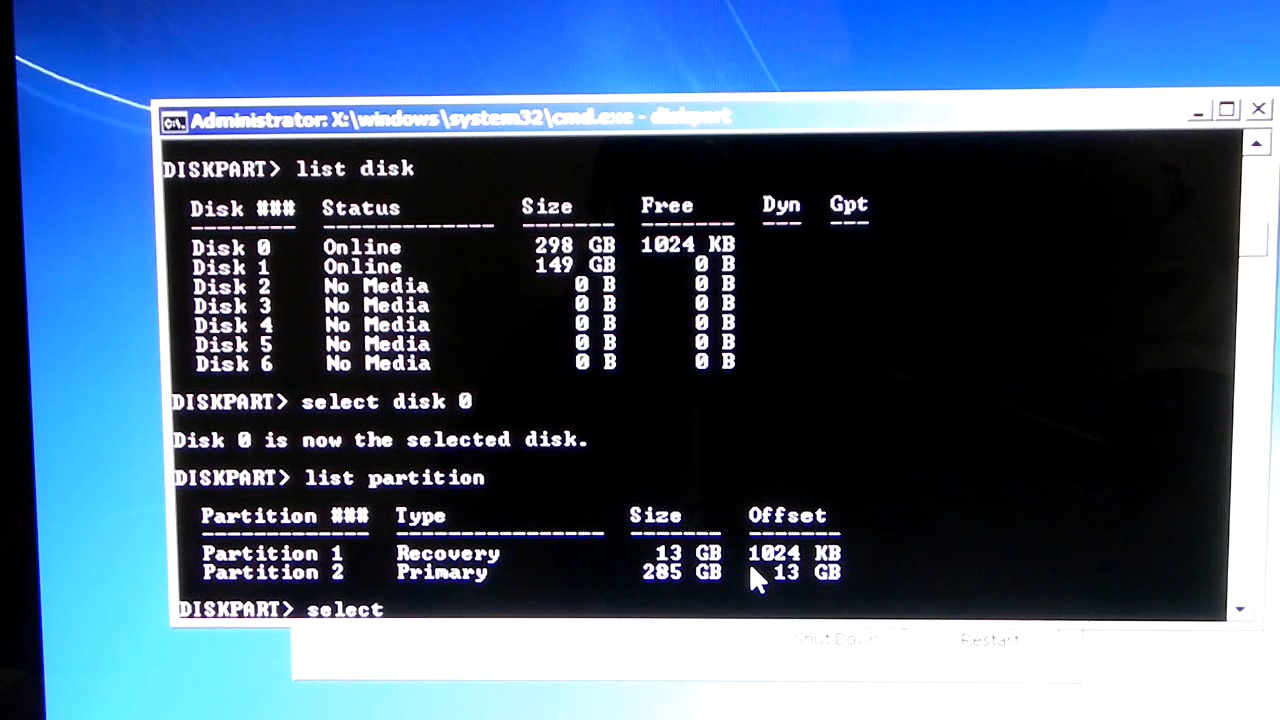 Administrator: X:\windows\system32\cmd.exe - diskpart
DISKPART> list disk
Disk ### Status Size Free Dyn Gpt
-------- ------------- ------- ------- --- ---
Disk 0 Online 298 GB 1024 KB
Disk 1 Online 149 GB 0 B
Disk 2 No Media 0 B 0 B
Disk 3 No Media 0 B 0 B
Disk 4 No Media 0 B 0 B
Disk 5 No Media 0 B 0 B
Disk 6 No Media 0 B 0 B
DISKPART> select disk 0
Disk 0 is now the selected disk.
DISKPART> list partition
Partition ### Type Size Offset
------------- ---------------- ------- -------
Partition 1 Recovery 13 GB 1024 KB
Partition 2 Primary 285 GB 13 GB
DISKPART> select
Shut Down Restart